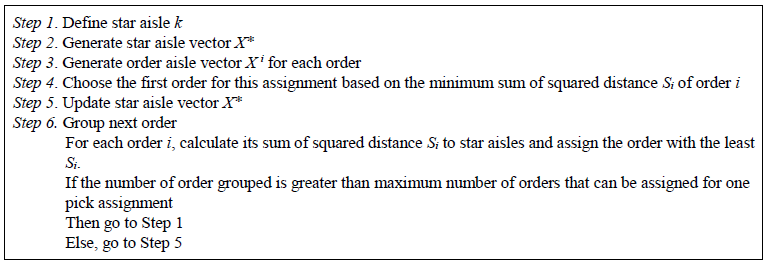 Step 1. Define star aisle k
Step 2. Generate star aisle vector X*
Step 3. Generate order aisle vector X i for each order
Step 4. Choose the first order for this assignment based on the minimum sum of squared distance Si of order i
Step 5. Update star aisle vector X*
Step 6. Group next order
For each order i, calculate its sum of squared distance Si to star aisles and assign the order with the least
Si.
If the number of order grouped is greater than maximum number of orders that can be assigned for one
pick assignment
Then go to Step 1
Else, go to Step 5